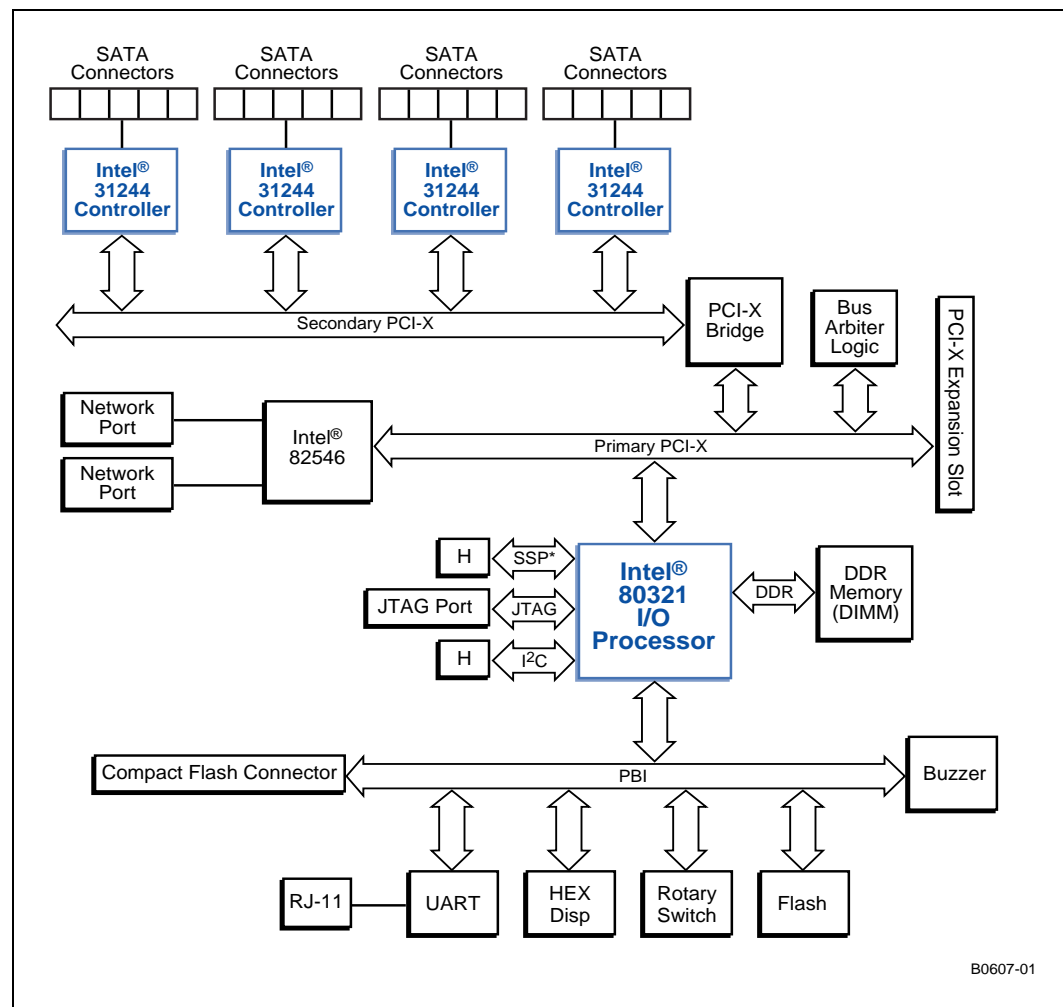 SATA
Connectors
SATA
Connectors
SATA
Connectors
SATA
Connectors
Intel®
31244
Controller
Intel®
31244
Controller
Intel®
31244
Controller
Intel®
31244
Controller
Secondary PCI-X
PCI-X
Bridge
Bus
Arbiter
Logic
PCI-X Expansion Slot
Network
Port
Network
Port
Intel®
82546
Primary PCI-X
H
SSP*
JTAG Port
JTAG
H
I²C
Intel®
80321
I/O
Processor
DDR
DDR
Memory
(DIMM)
Compact Flash Connector
PBI
Buzzer
RJ-11
UART
HEX
Disp
Rotary
Switch
Flash
B0607-01